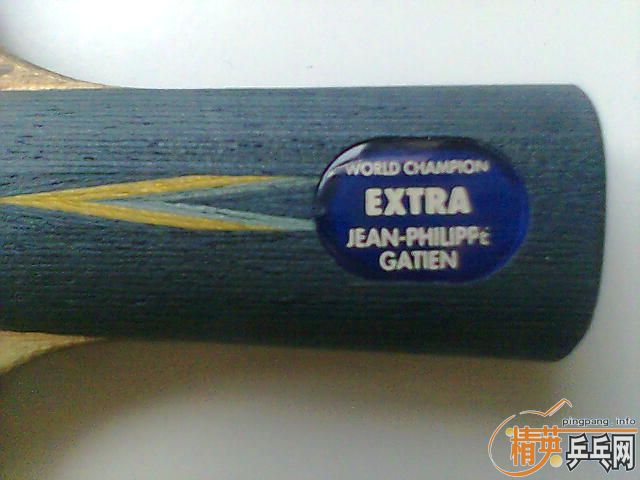 WORLD CHAMPION
EXTRA
JEAN-PHILIPPE
GATIEN
pingpang.info
精英乒乓网